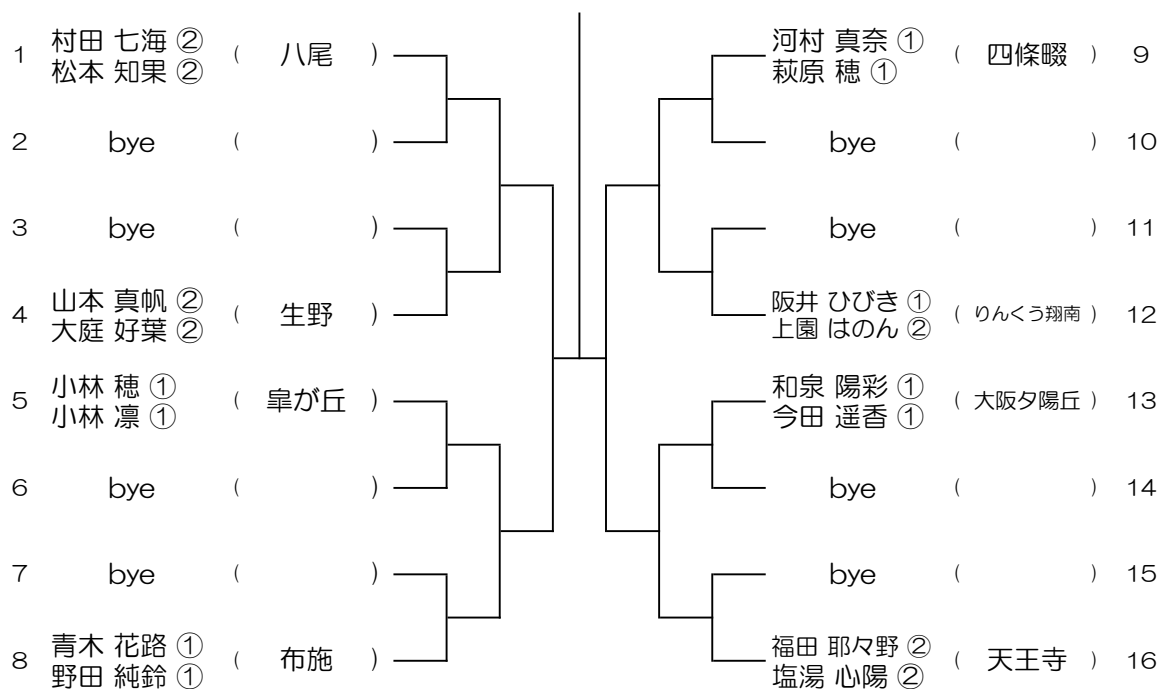 1 村田 七海 ② 松本 知果 ② ( 八尾 )
2 bye ( )
3 bye ( )
4 山本 真帆 ② 大庭 好葉 ② ( 生野 )
5 小林 穂 ① 小林 凛 ① ( 皐が丘 )
6 bye ( )
7 bye ( )
8 青木 花路 ① 野田 純鈴 ① ( 布施 )
河村 真奈 ① 萩原 穂 ① ( 四條畷 ) 9
bye ( ) 10
bye ( ) 11
阪井 ひびき ① 上園 はのん ② ( りんくう翔南 ) 12
和泉 陽彩 ① 今田 遥香 ① ( 大阪夕陽丘 ) 13
bye ( ) 14
bye ( ) 15
福田 耶々野 ② 塩湯 心陽 ② ( 天王寺 ) 16